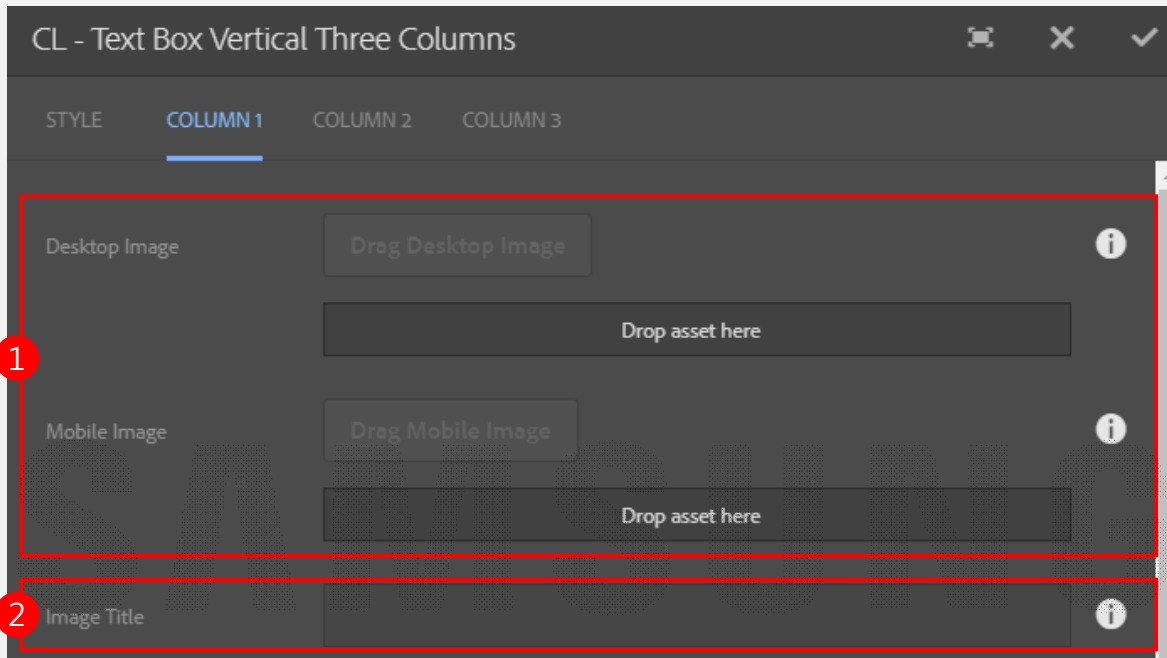 CL - Text Box Vertical Three Columns
STYLE COLUMN 1 COLUMN 2 COLUMN 3
Desktop Image Drag Desktop Image
Drop asset here
1
Mobile Image Drag Mobile Image
SAMSUNG
Drop asset here
2 Image Title